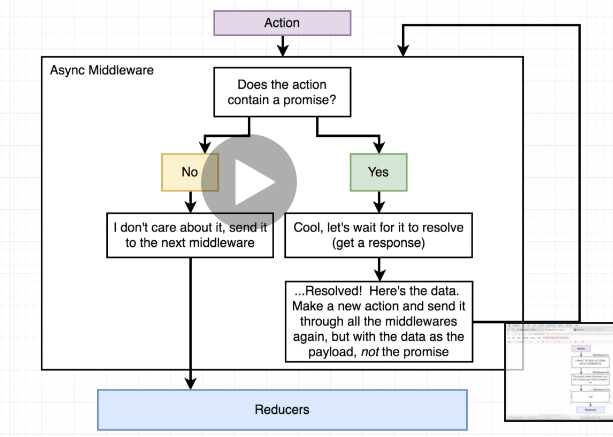 Action
Async Middleware
Does the action
contain a promise?
No
Yes
I don't care about it, send it
to the next middleware
Cool, let's wait for it to resolve
(get a response)
...Resolved! Here's the data.
Make a new action and send it
through all the middlewares
again, but with the data as the
payload, not the promise
Reducers
Action
Reducers